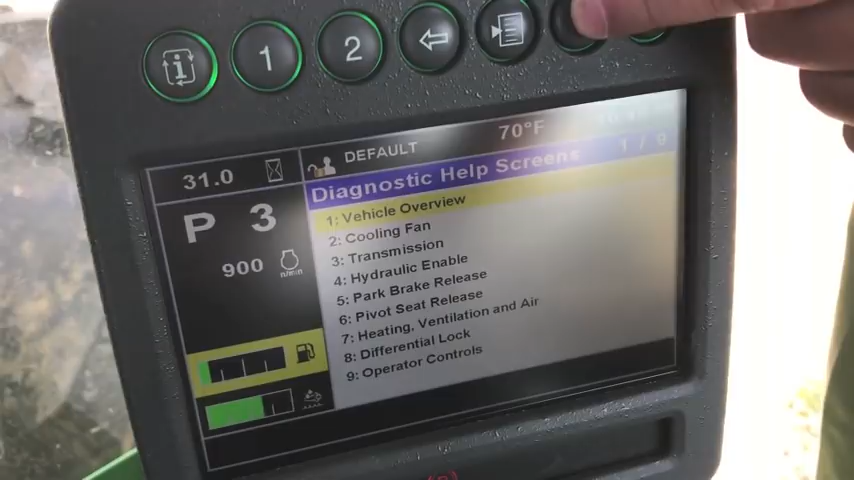 1
2
31.0
DEFAULT
70°F
Diagnostic Help Screens
1 / 9
P 3
900
n/min
1: Vehicle Overview
2: Cooling Fan
3: Transmission
4: Hydraulic Enable
5: Park Brake Release
6: Pivot Seat Release
7: Heating, Ventilation and Air
8: Differential Lock
9: Operator Controls